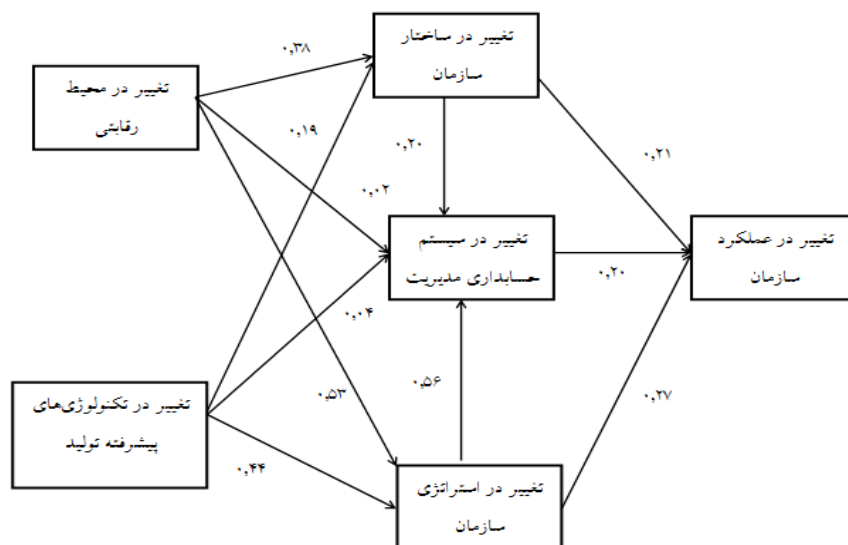 تغییر در ساختار
سازمان
تغییر در محیط
رقابتی
۰,۳۸
۰,۱۹
۰,۲۰
۰,۲۱
۰,۰۲
تغییر در سیستم
حسابداری مدیریت
تغییر در عملکرد
سازمان
۰,۲۰
۰,۰۴
تغییر در تکنولوژی‌های
پیشرفته تولید
۰,۵۳
۰,۵۶
۰,۲۷
۰,۴۴
تغییر در استراتژی
سازمان